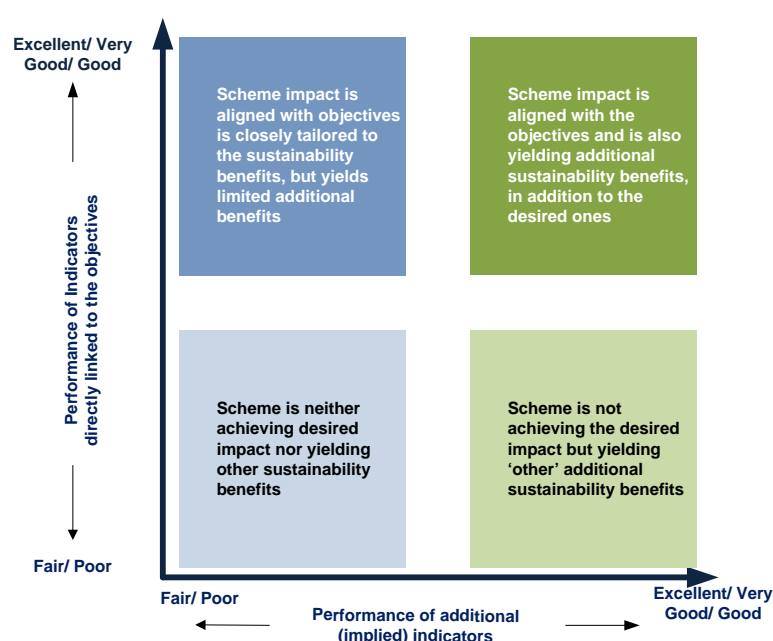 Excellent/ Very
Good/ Good
Scheme impact is
aligned with objectives
is closely tailored to
the sustainability
benefits, but yields
limited additional
benefits
Scheme impact is
aligned with the
objectives and is also
yielding additional
sustainability benefits,
in addition to the
desired ones
Performance of Indicators
directly linked to the objectives
Scheme is neither
achieving desired
impact nor yielding
other sustainability
benefits
Scheme is not
achieving the desired
impact but yielding
‘other’ additional
sustainability benefits
Fair/ Poor
Fair/ Poor
Performance of additional
(implied) indicators
Excellent/ Very
Good/ Good